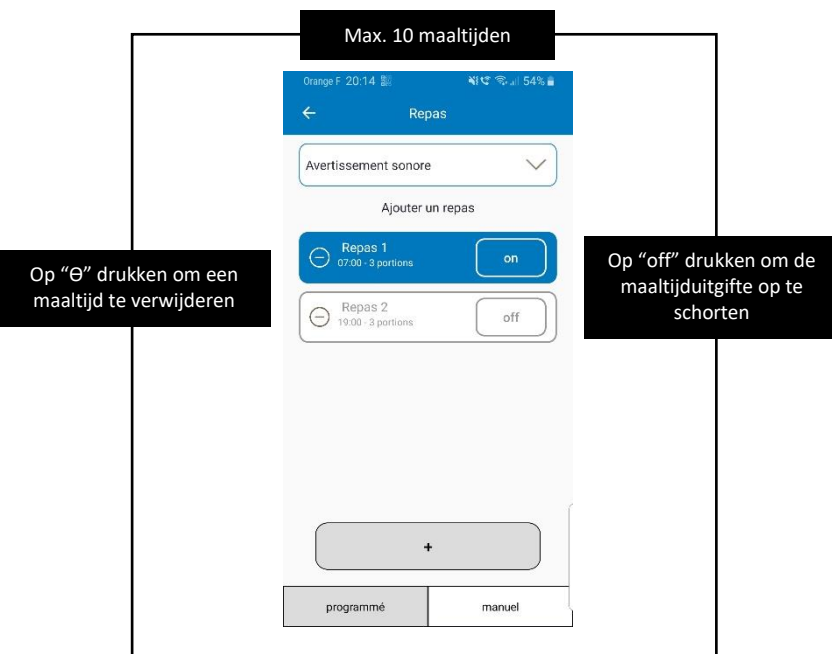 Max. 10 maaltijden
Orange F 20:14 54%
Repas
Avertissement sonore
Ajouter un repas
Repas 1
07:00 - 3 portions
on
Op “Ɵ” drukken om een
maaltijd te verwijderen
Op “off” drukken om de
maaltijduitgifte op te
schorten
Repas 2
19:00 - 3 portions
off
+
programmé
manuel